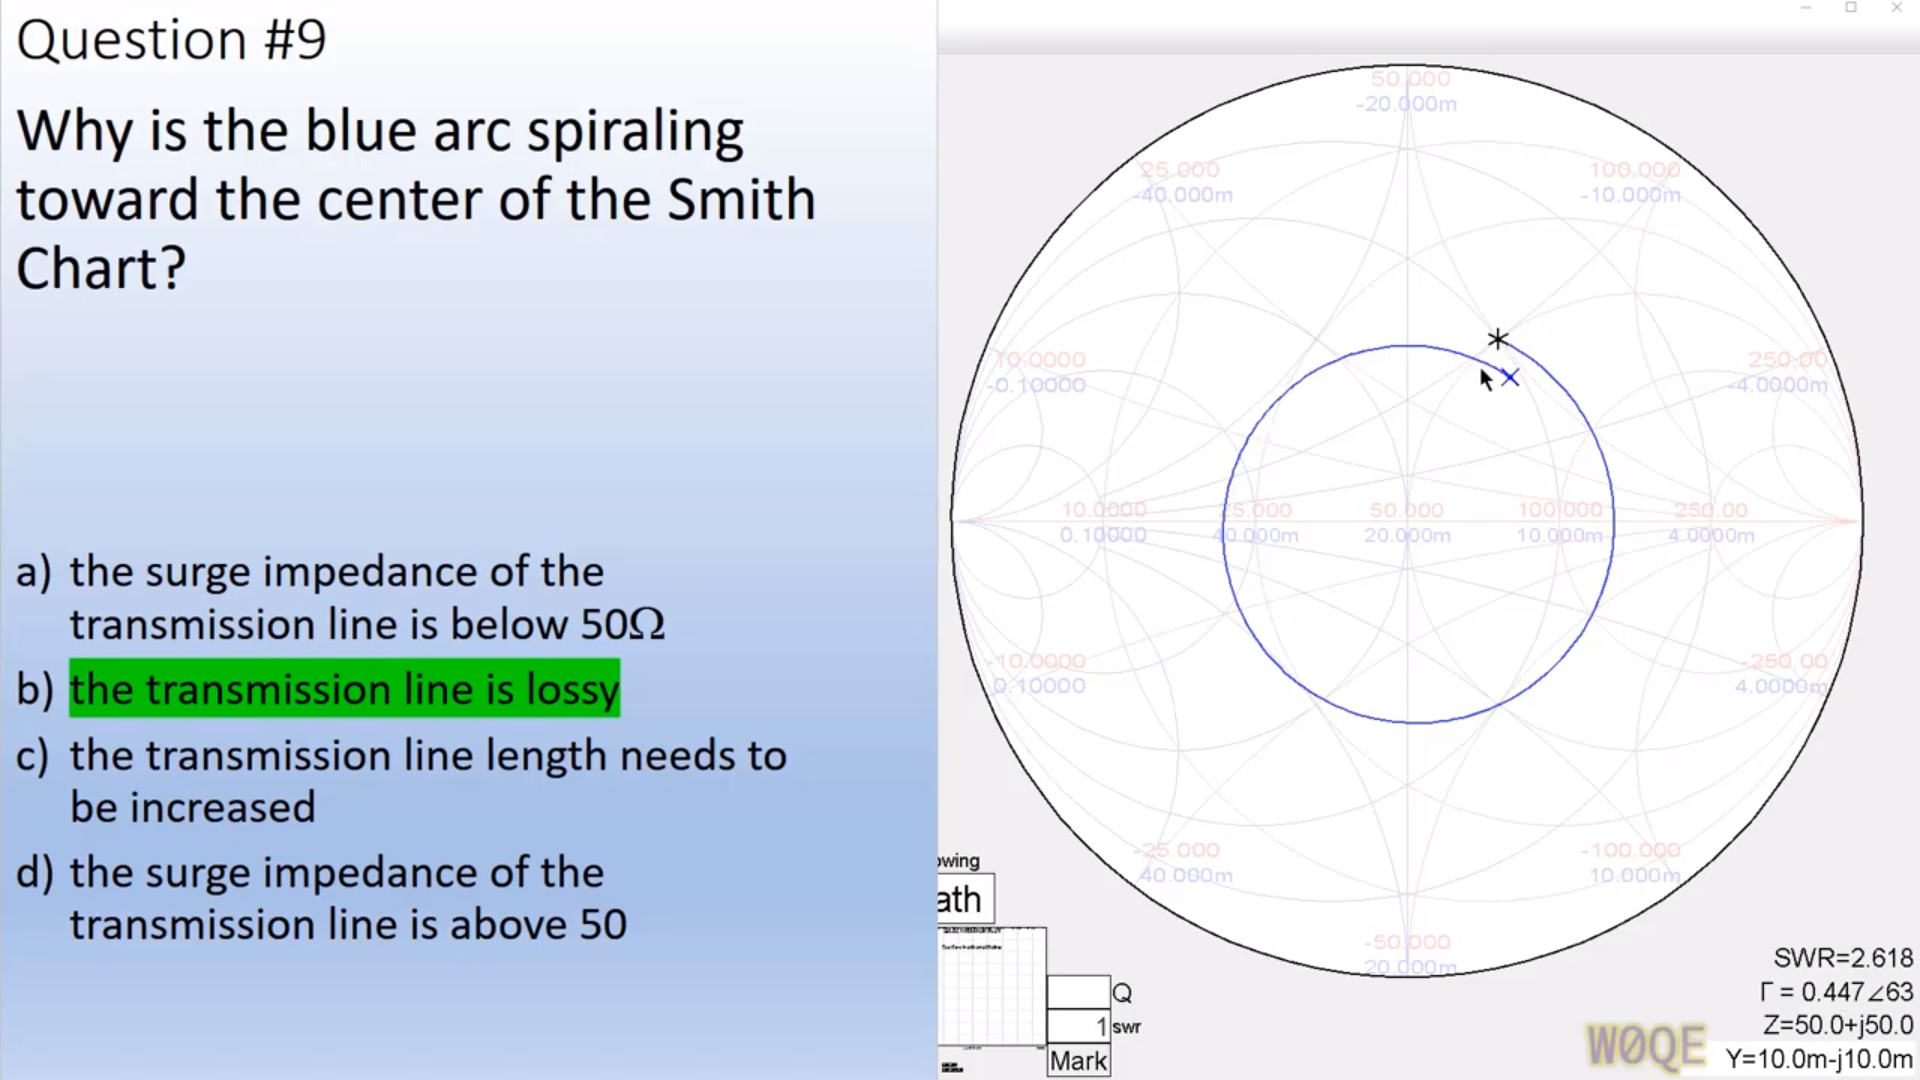 Question #9
Why is the blue arc spiraling
toward the center of the Smith
Chart?
a) the surge impedance of the
transmission line is below 50Ω
b) the transmission line is lossy
c) the transmission line length needs to
be increased
d) the surge impedance of the
transmission line is above 50
50.000
-20.000m
25.000
-40.000m
100.000
-10.000m
10.0000
-0.10000
250.00
-4.0000m
10.0000
0.10000
5.000
40.000m
50.000
20.000m
100.000
10.000m
250.00
4.0000m
-10.0000
0.10000
-250.00
4.0000m
-25.000
40.000m
-100.000
10.000m
-50.000
20.000m
owing
ath
Q
1 swr
Mark
SWR=2.618
Γ = 0.447∠63
Z=50.0+j50.0
Y=10.0m-j10.0m
W0QE